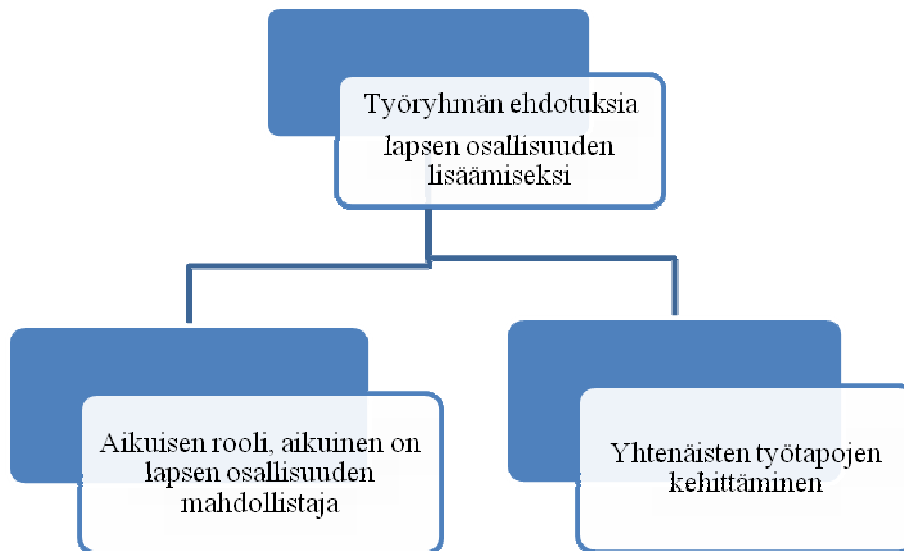 Työryhmän ehdotuksia
lapsen osallisuuden
lisäämiseksi
Aikuisen rooli, aikuinen on
lapsen osallisuuden
mahdollistaja
Yhtenäisten työtapojen
kehittäminen